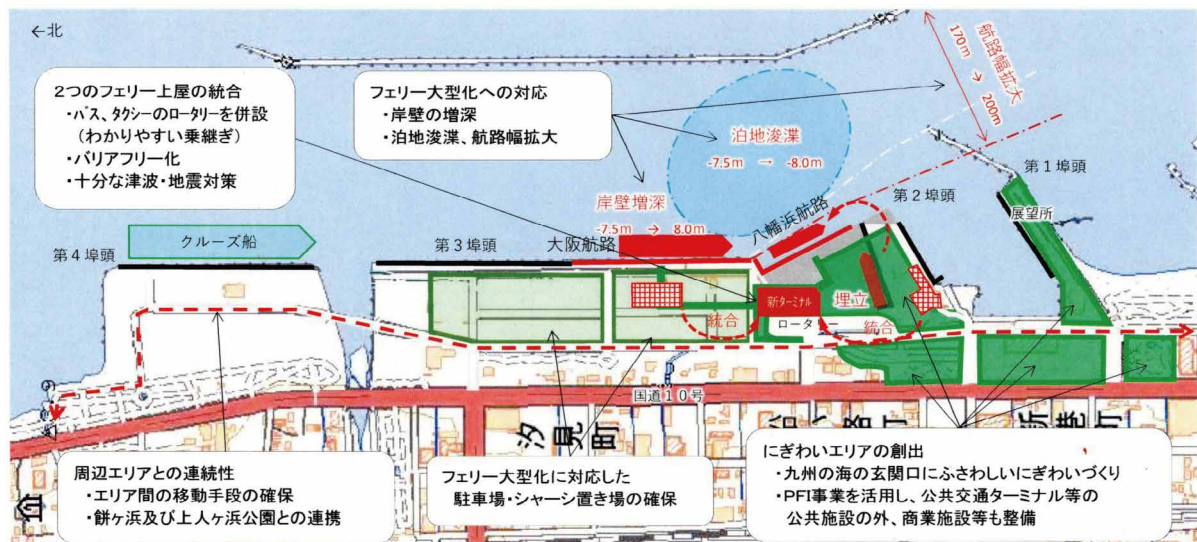 ←北
2つのフェリー上屋の統合
・バス、タクシーのロータリーを併設
(わかりやすい乗継ぎ)
・バリアフリー化
・十分な津波・地震対策
フェリー大型化への対応
・岸壁の増深
・泊地浚渫、航路幅拡大
航路幅拡大
170m → 200m
泊地浚渫
-7.5m → -8.0m
岸壁増深
-7.5m → 8.0m
第1埠頭
展望所
第2埠頭
八幡浜航路
大阪航路
第3埠頭
クルーズ船
第4埠頭
新ターミナル
埋立
統合
ロータリー
統合
国道10号
汐見町
新港町
周辺エリアとの連続性
・エリア間の移動手段の確保
・餅ヶ浜及び上人ヶ浜公園との連携
フェリー大型化に対応した
駐車場・シャーシ置き場の確保
にぎわいエリアの創出
・九州の海の玄関口にふさわしいにぎわいづくり
・PFI事業を活用し、公共交通ターミナル等の
公共施設の外、商業施設等も整備